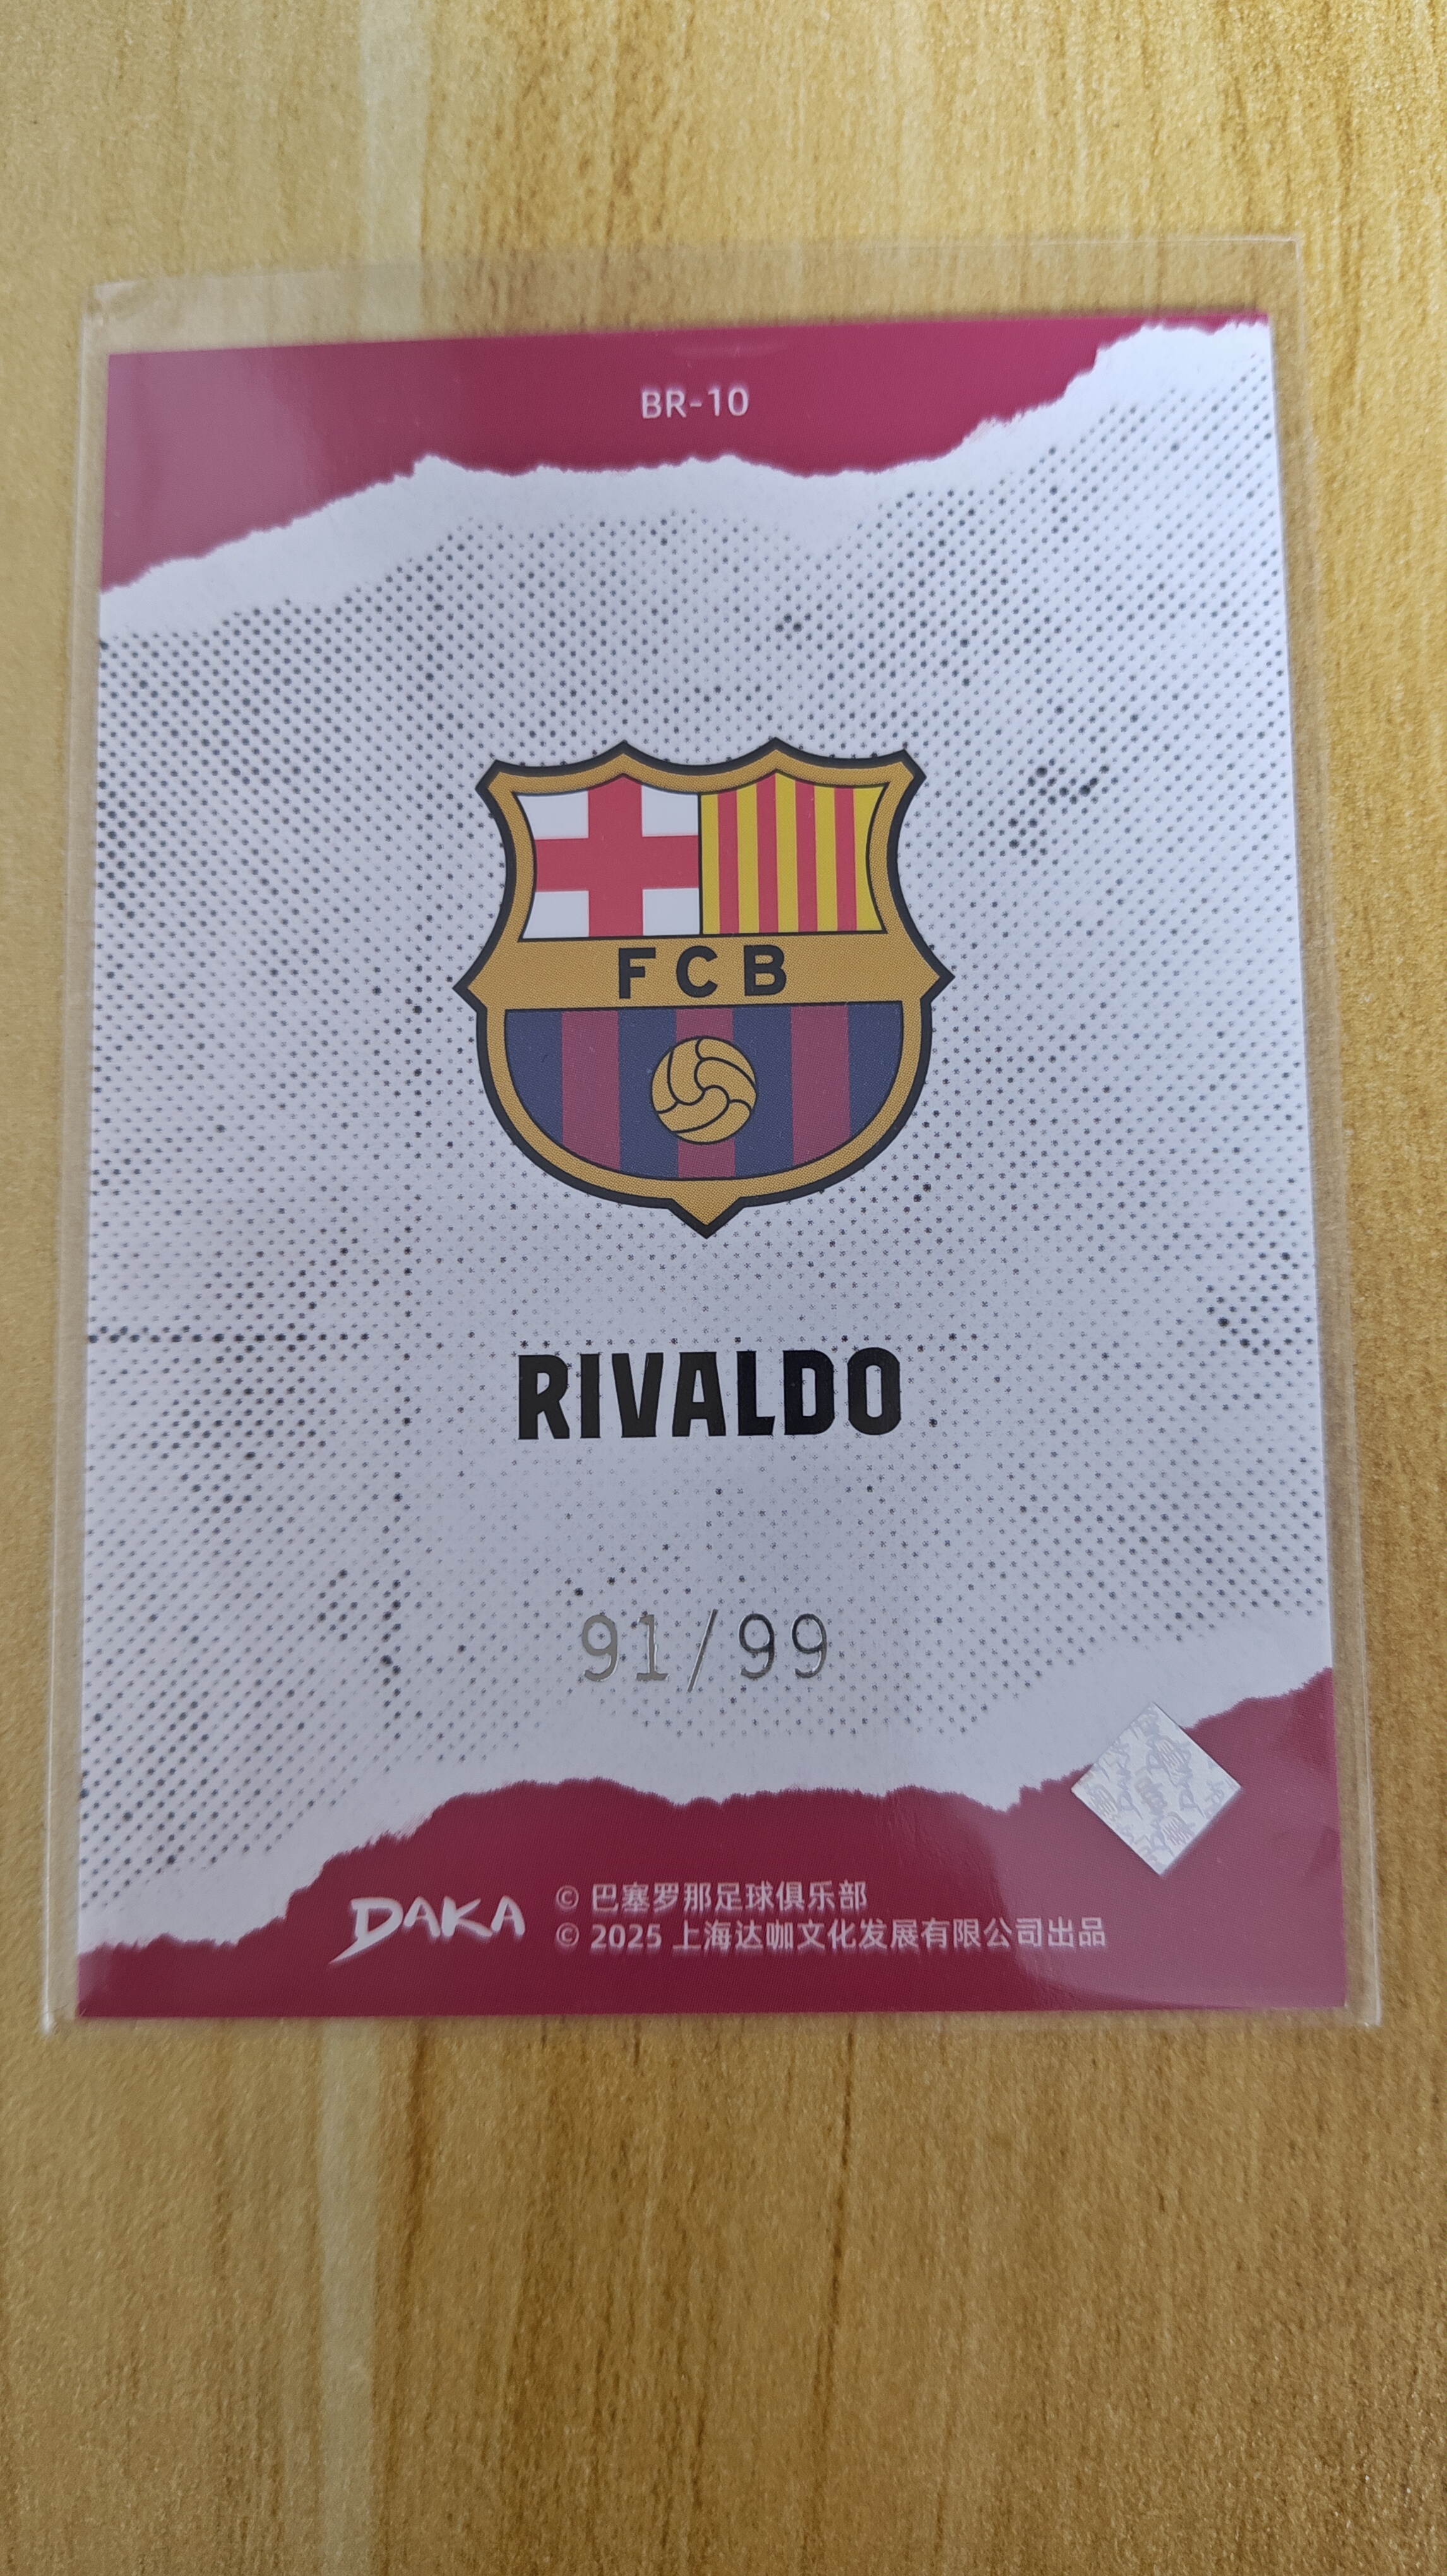 BR-10
FCB
RIVALDO
91/99
DAKA
© 巴塞罗那足球俱乐部
© 2025 上海达咖文化发展有限公司出品